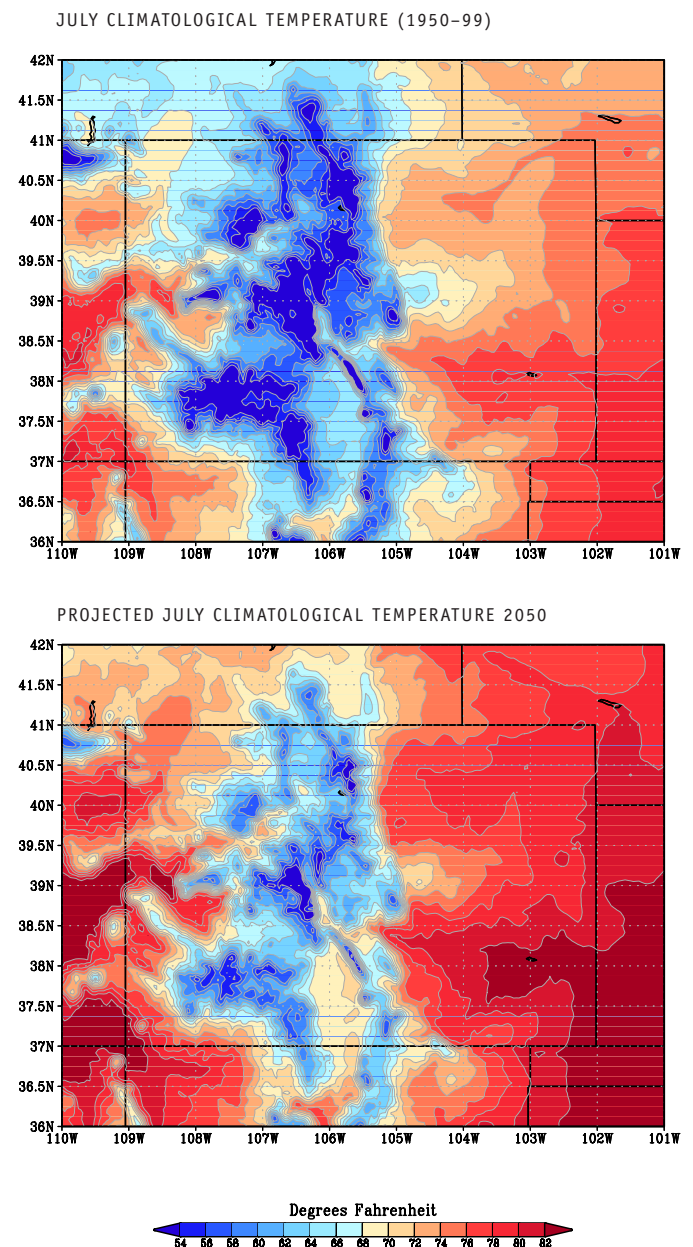 JULY CLIMATOLOGICAL TEMPERATURE (1950–99)
42N
41.5N
41N
40.5N
40N
39.5N
39N
38.5N
38N
37.5N
37N
36.5N
36N
110W 109W 108W 107W 106W 105W 104W 103W 102W 101W
PROJECTED JULY CLIMATOLOGICAL TEMPERATURE 2050
42N
41.5N
41N
40.5N
40N
39.5N
39N
38.5N
38N
37.5N
37N
36.5N
36N
110W 109W 108W 107W 106W 105W 104W 103W 102W 101W
Degrees Fahrenheit
54 56 58 60 62 64 66 68 70 72 74 76 78 80 82